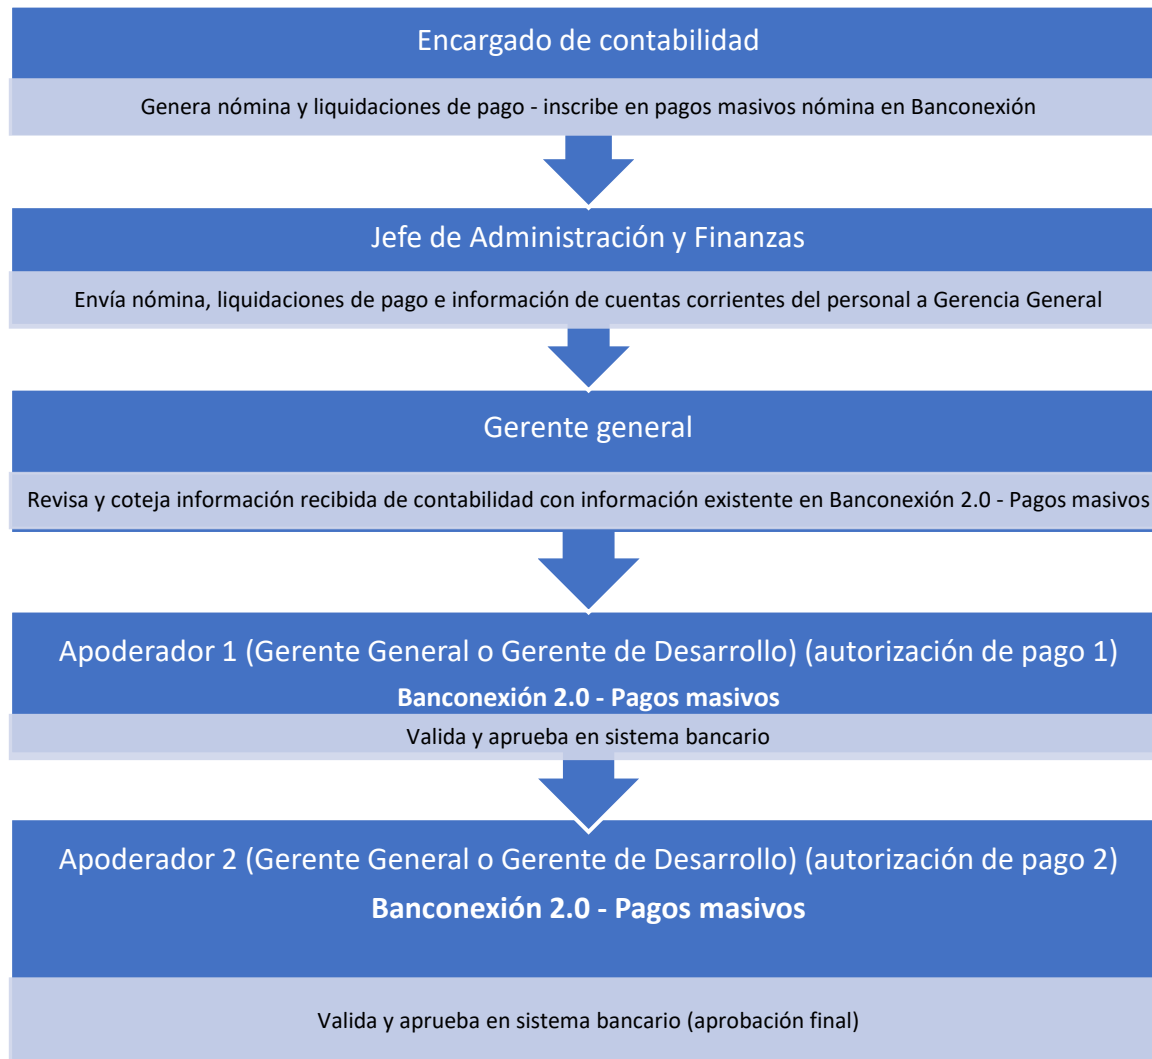 Encargado de contabilidad
Genera nómina y liquidaciones de pago - inscribe en pagos masivos nómina en Banconexión
Jefe de Administración y Finanzas
Envía nómina, liquidaciones de pago e información de cuentas corrientes del personal a Gerencia General
Gerente general
Revisa y coteja información recibida de contabilidad con información existente en Banconexión 2.0 - Pagos masivos
Apoderador 1 (Gerente General o Gerente de Desarrollo) (autorización de pago 1)
Banconexión 2.0 - Pagos masivos
Valida y aprueba en sistema bancario
Apoderador 2 (Gerente General o Gerente de Desarrollo) (autorización de pago 2)
Banconexión 2.0 - Pagos masivos
Valida y aprueba en sistema bancario (aprobación final)